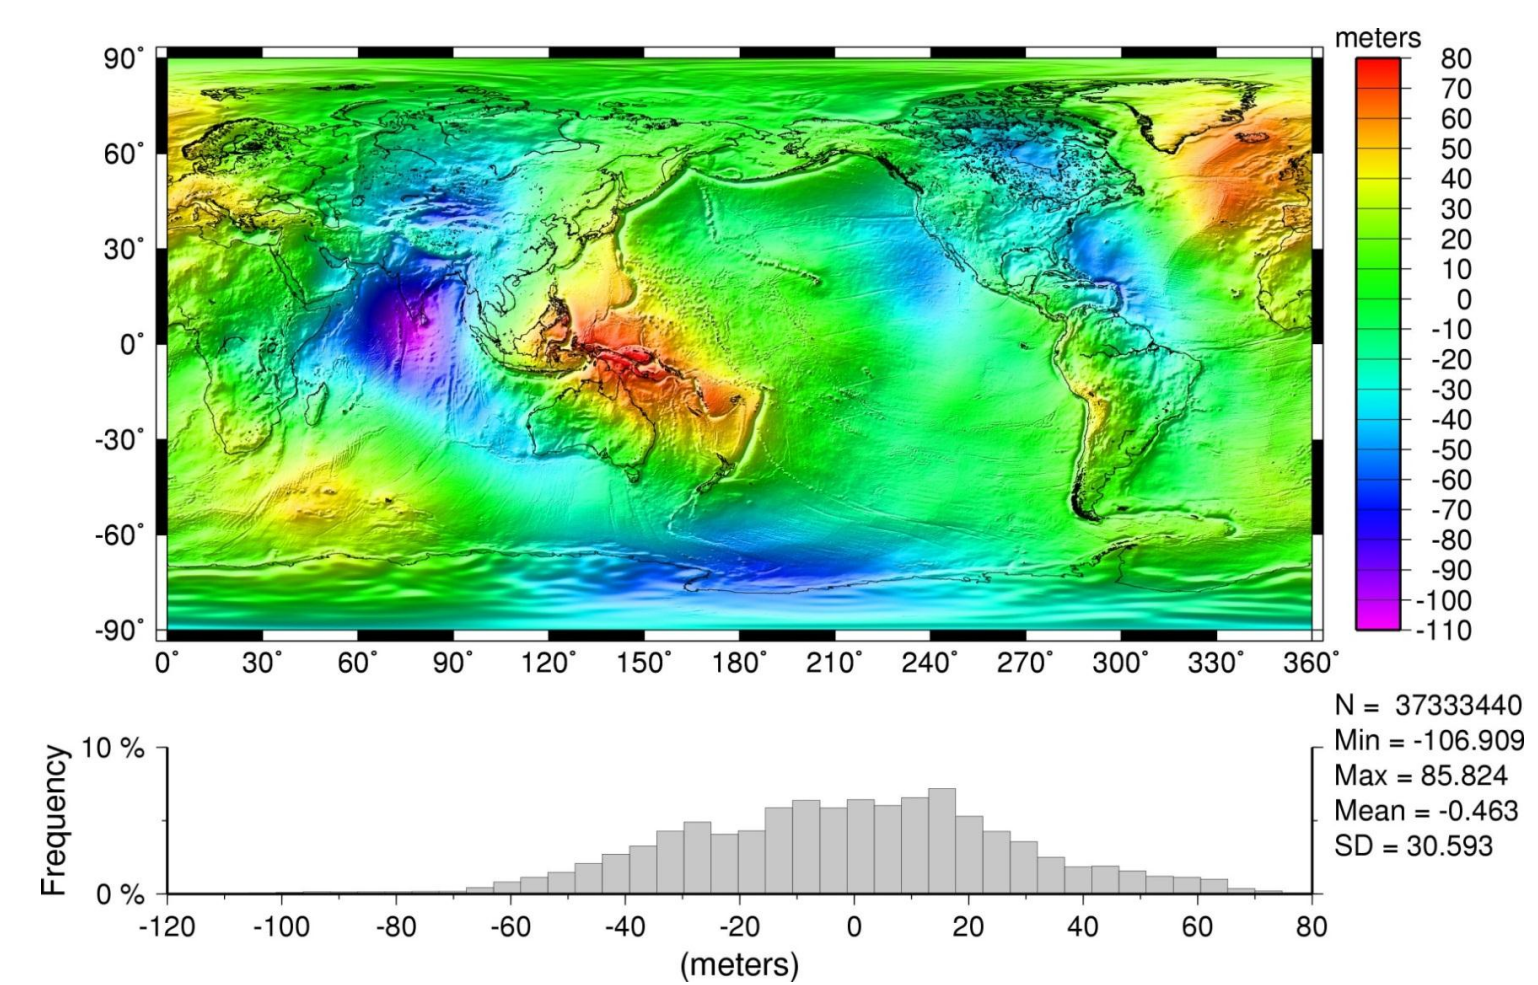 meters
90°
60°
30°
0°
-30°
-60°
-90°
0° 30° 60° 90° 120° 150° 180° 210° 240° 270° 300° 330° 360°
80
70
60
50
40
30
20
10
0
-10
-20
-30
-40
-50
-60
-70
-80
-90
-100
-110
N = 37333440
Min = -106.909
Max = 85.824
Mean = -0.463
SD = 30.593
Frequency
10 %
0 %
-120 -100 -80 -60 -40 -20 0 20 40 60 80
(meters)